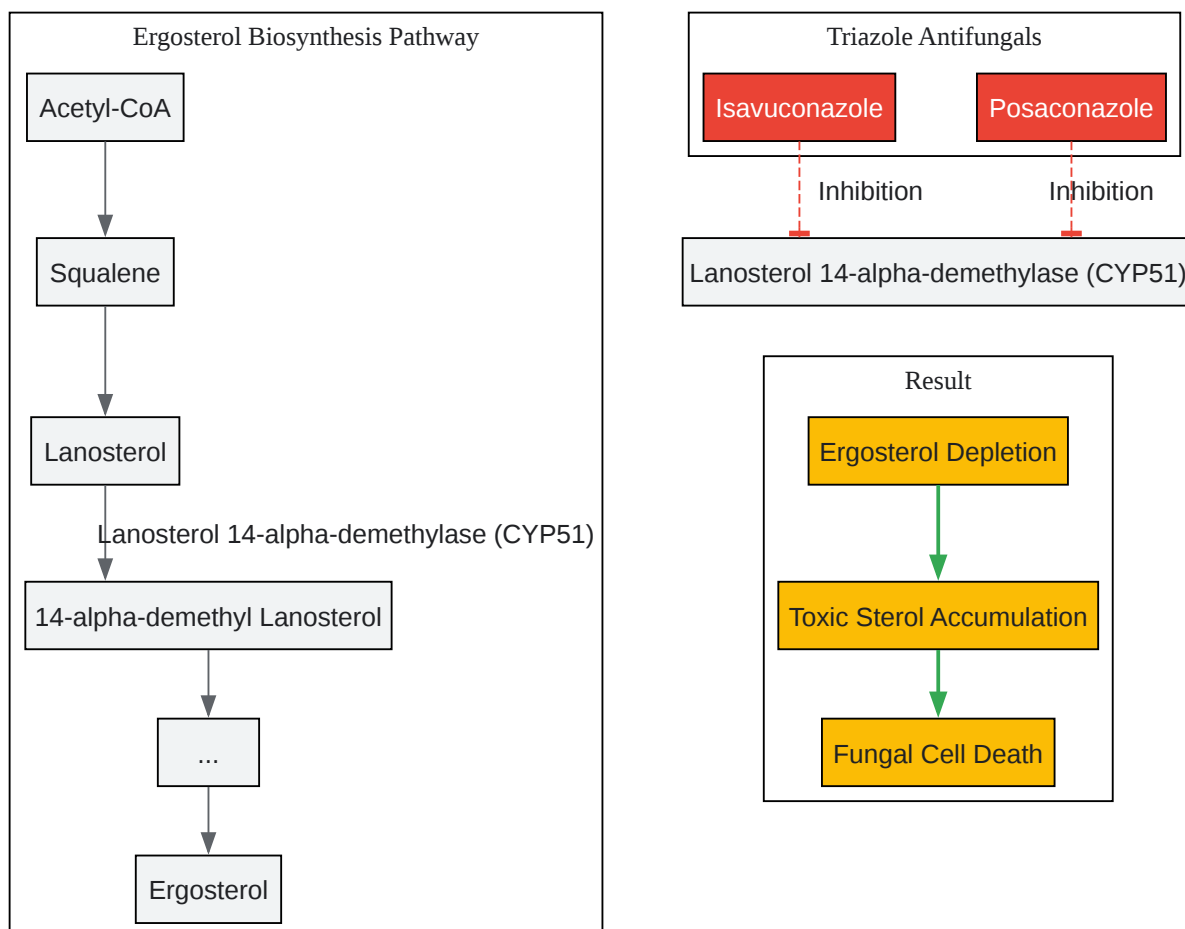 Ergosterol Biosynthesis Pathway
Acetyl-CoA
Squalene
Lanosterol
Lanosterol 14-alpha-demethylase (CYP51)
14-alpha-demethyl Lanosterol
...
Ergosterol
Triazole Antifungals
Isavuconazole
Posaconazole
Inhibition
Inhibition
Lanosterol 14-alpha-demethylase (CYP51)
Result
Ergosterol Depletion
Toxic Sterol Accumulation
Fungal Cell Death